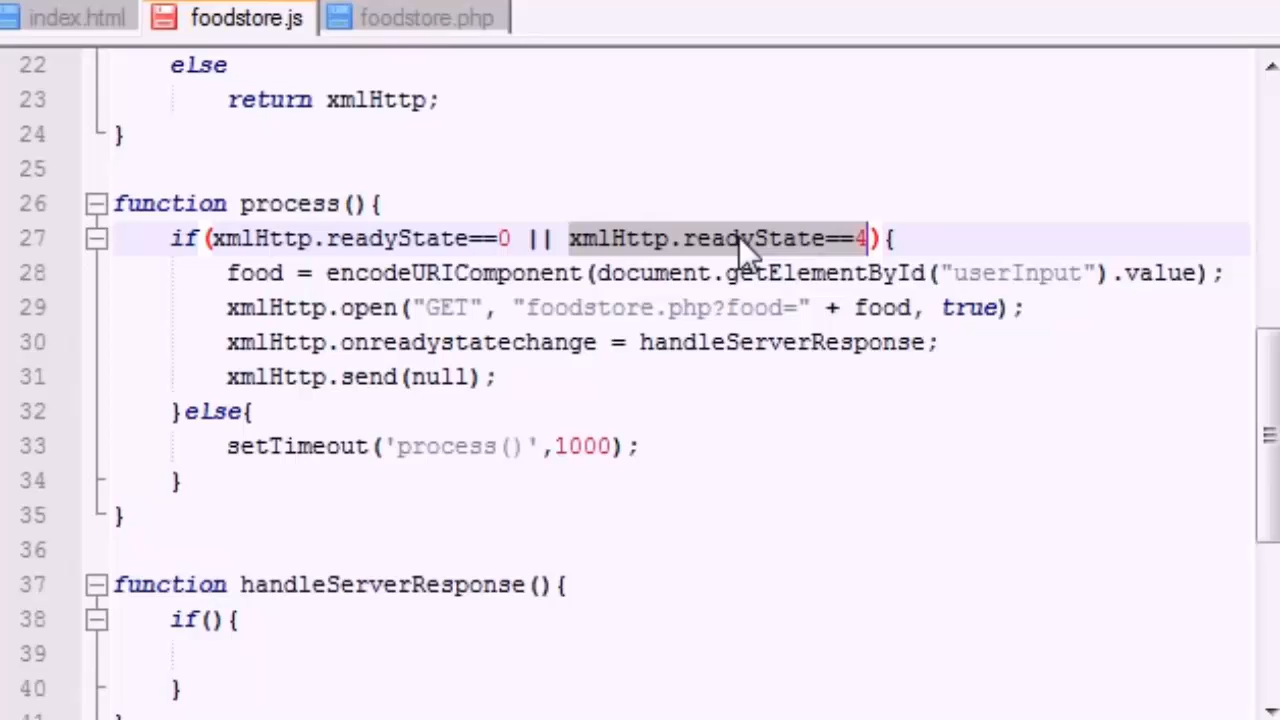 index.html foodstore.js foodstore.php
22 else
23 return xmlHttp;
24 }
25
26 function process(){
27 if(xmlHttp.readyState==0 || xmlHttp.readyState==4){
28 food = encodeURIComponent(document.getElementById("userInput").value);
29 xmlHttp.open("GET", "foodstore.php?food=" + food, true);
30 xmlHttp.onreadystatechange = handleServerResponse;
31 xmlHttp.send(null);
32 }else{
33 setTimeout('process()',1000);
34 }
35 }
36
37 function handleServerResponse(){
38 if(){
39
40 }